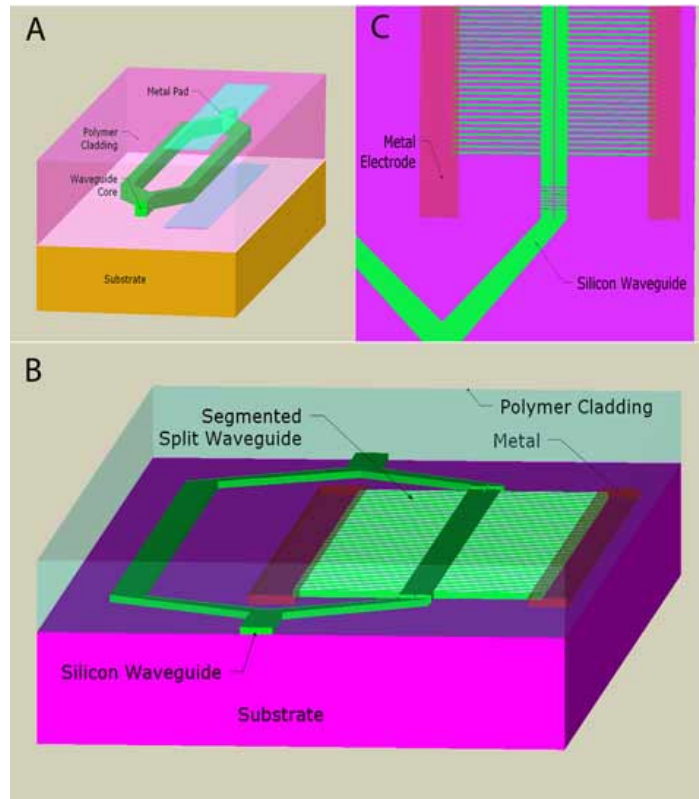 A
Metal Pad
Polymer
Cladding
Waveguide
Core
Substrate
C
Metal
Electrode
Silicon Waveguide
B
Segmented
Split Waveguide
Polymer Cladding
Metal
Silicon Waveguide
Substrate